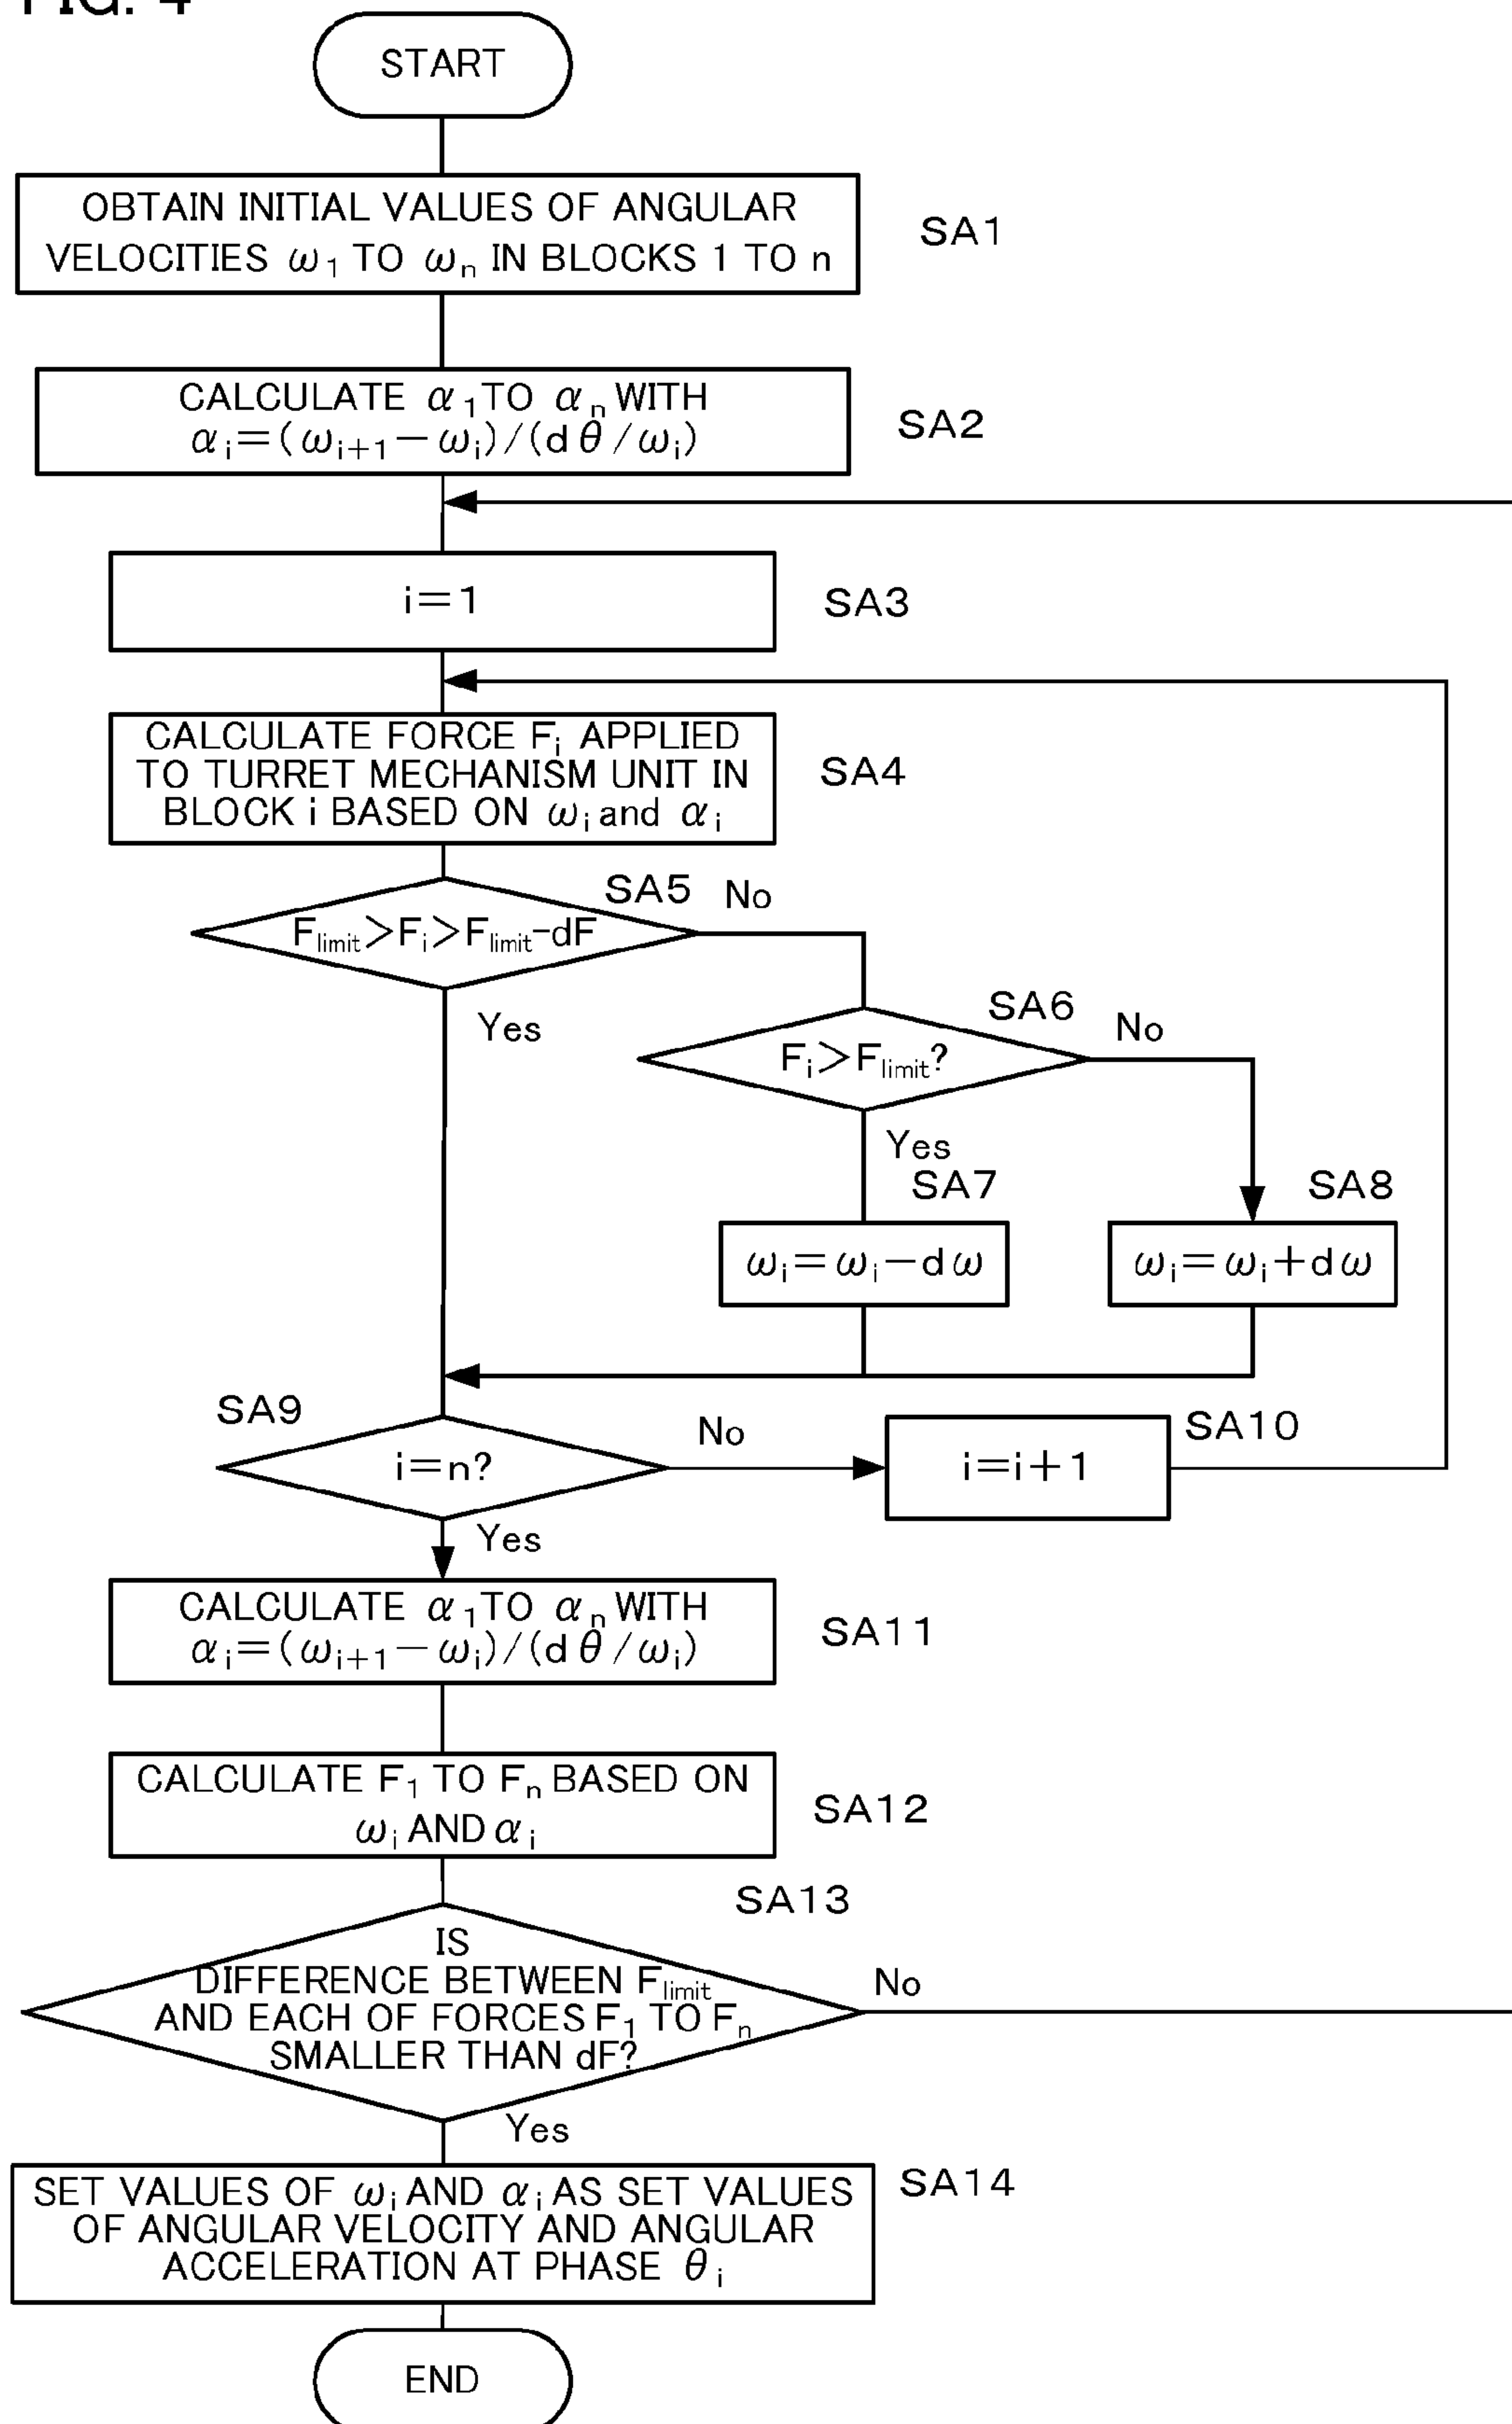 FIG. 4
START
OBTAIN INITIAL VALUES OF ANGULAR
VELOCITIES ω₁ TO ωₙ IN BLOCKS 1 TO n
SA1
CALCULATE α₁ TO αₙ WITH
αᵢ=(ωᵢ₊₁−ωᵢ)/(dθ/ωᵢ)
SA2
i=1
SA3
CALCULATE FORCE Fᵢ APPLIED
TO TURRET MECHANISM UNIT IN
BLOCK i BASED ON ωᵢ and αᵢ
SA4
SA5
No
F_limit>Fᵢ>F_limit-dF
Yes
SA6
No
Fᵢ>F_limit?
Yes
SA7
SA8
ωᵢ=ωᵢ−dω
ωᵢ=ωᵢ+dω
SA9
i=n?
No
SA10
i=i+1
Yes
CALCULATE α₁ TO αₙ WITH
αᵢ=(ωᵢ₊₁−ωᵢ)/(dθ/ωᵢ)
SA11
CALCULATE F₁ TO Fₙ BASED ON
ωᵢ AND αᵢ
SA12
SA13
IS
DIFFERENCE BETWEEN F_limit
AND EACH OF FORCES F₁ TO Fₙ
SMALLER THAN dF?
No
Yes
SET VALUES OF ωᵢ AND αᵢ AS SET VALUES
OF ANGULAR VELOCITY AND ANGULAR
ACCELERATION AT PHASE θᵢ
SA14
END